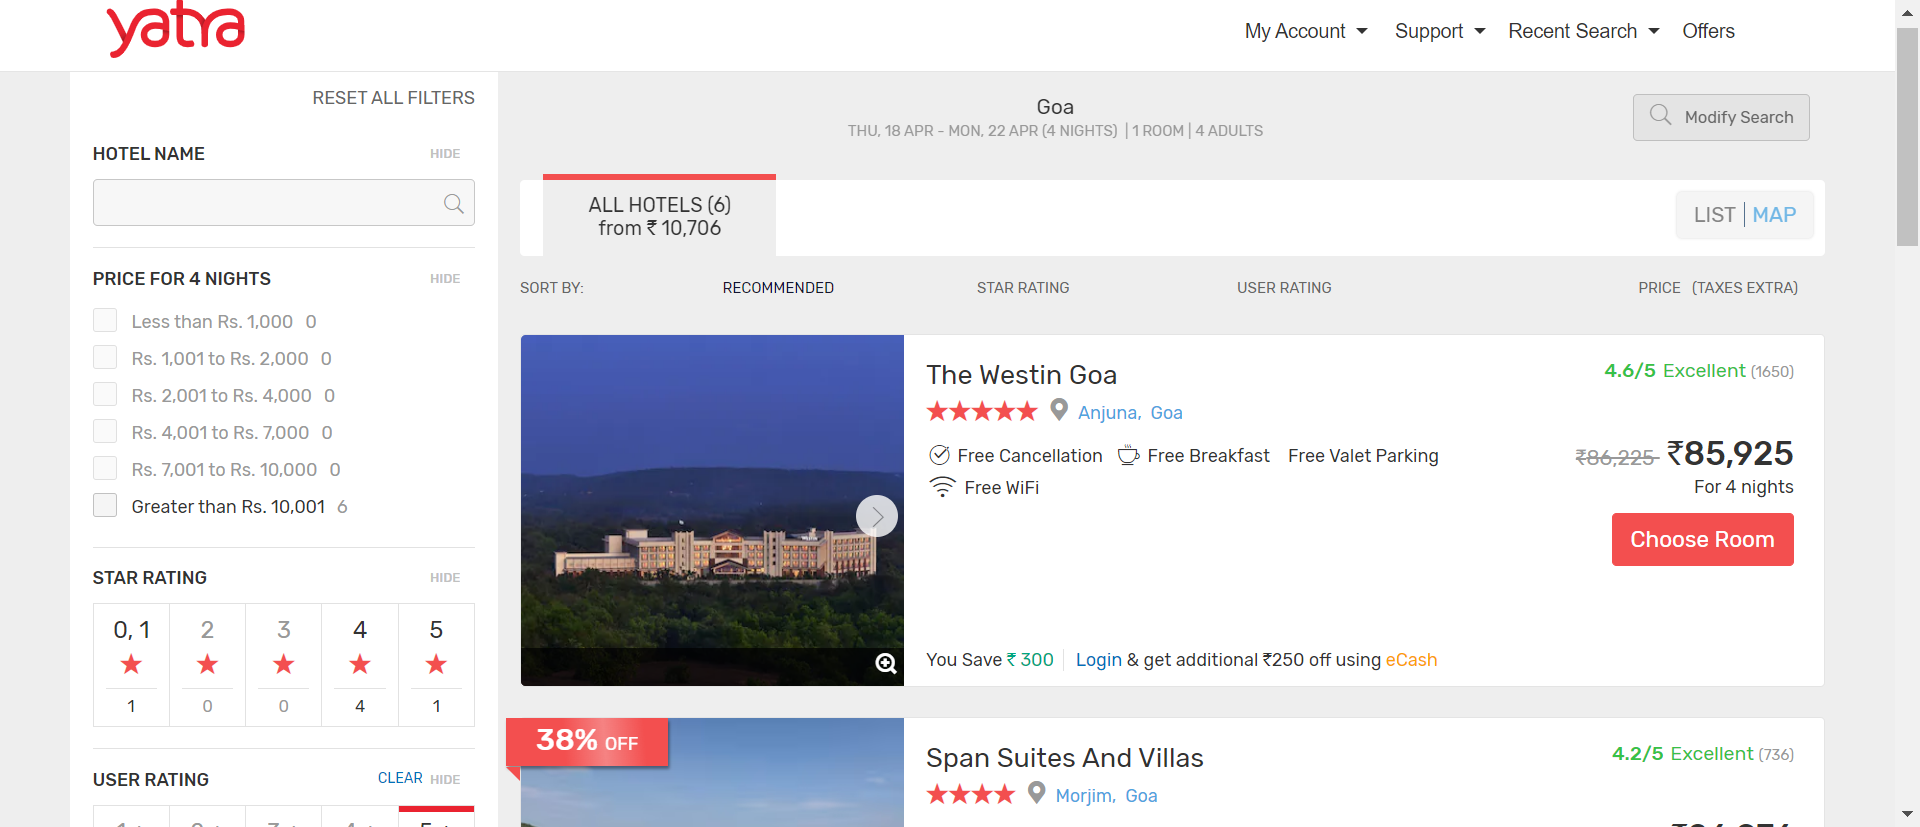 yatra
My Account Support Recent Search Offers
RESET ALL FILTERS
HOTEL NAME HIDE
PRICE FOR 4 NIGHTS HIDE
Less than Rs. 1,000 0
Rs. 1,001 to Rs. 2,000 0
Rs. 2,001 to Rs. 4,000 0
Rs. 4,001 to Rs. 7,000 0
Rs. 7,001 to Rs. 10,000 0
Greater than Rs. 10,001 6
STAR RATING HIDE
0, 1 2 3 4 5
1 0 0 4 1
USER RATING CLEAR HIDE
Goa
THU, 18 APR - MON, 22 APR (4 NIGHTS) | 1 ROOM | 4 ADULTS
Modify Search
ALL HOTELS (6)
from ₹ 10,706
LIST | MAP
SORT BY: RECOMMENDED STAR RATING USER RATING PRICE (TAXES EXTRA)
The Westin Goa
4.6/5 Excellent (1650)
Anjuna, Goa
Free Cancellation Free Breakfast Free Valet Parking
Free WiFi
₹86,225 ₹85,925
For 4 nights
Choose Room
You Save ₹ 300 Login & get additional ₹250 off using eCash
38% OFF
Span Suites And Villas
4.2/5 Excellent (736)
Morjim, Goa